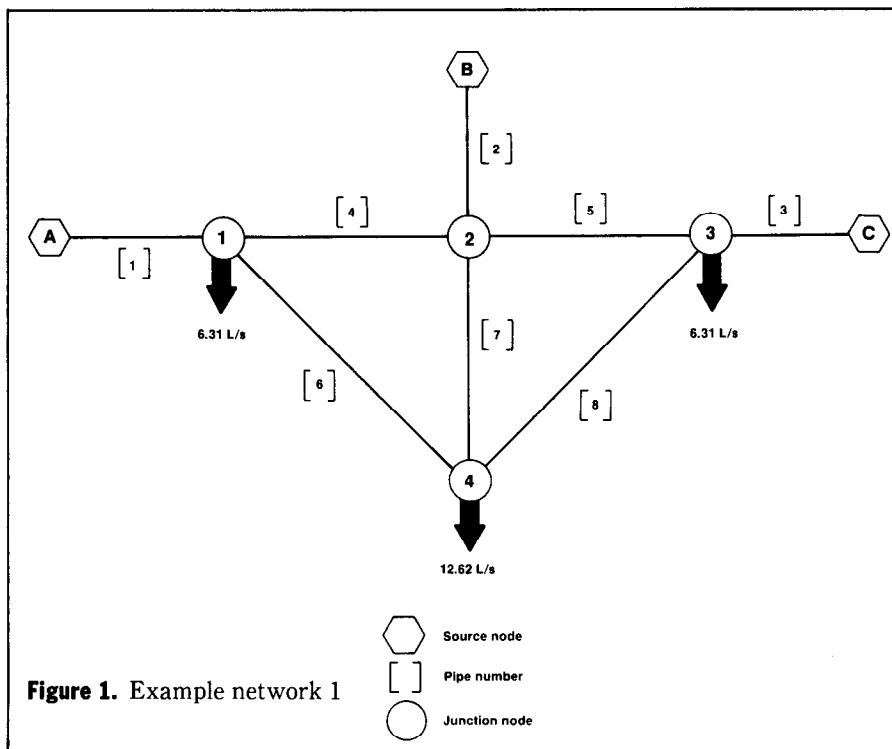 B
[2]
[4]
[5]
[3]
A
1
2
3
C
[1]
6.31 L/s
6.31 L/s
[7]
[6]
[8]
4
12.62 L/s
Source node
[ ] Pipe number
Junction node
Figure 1. Example network 1